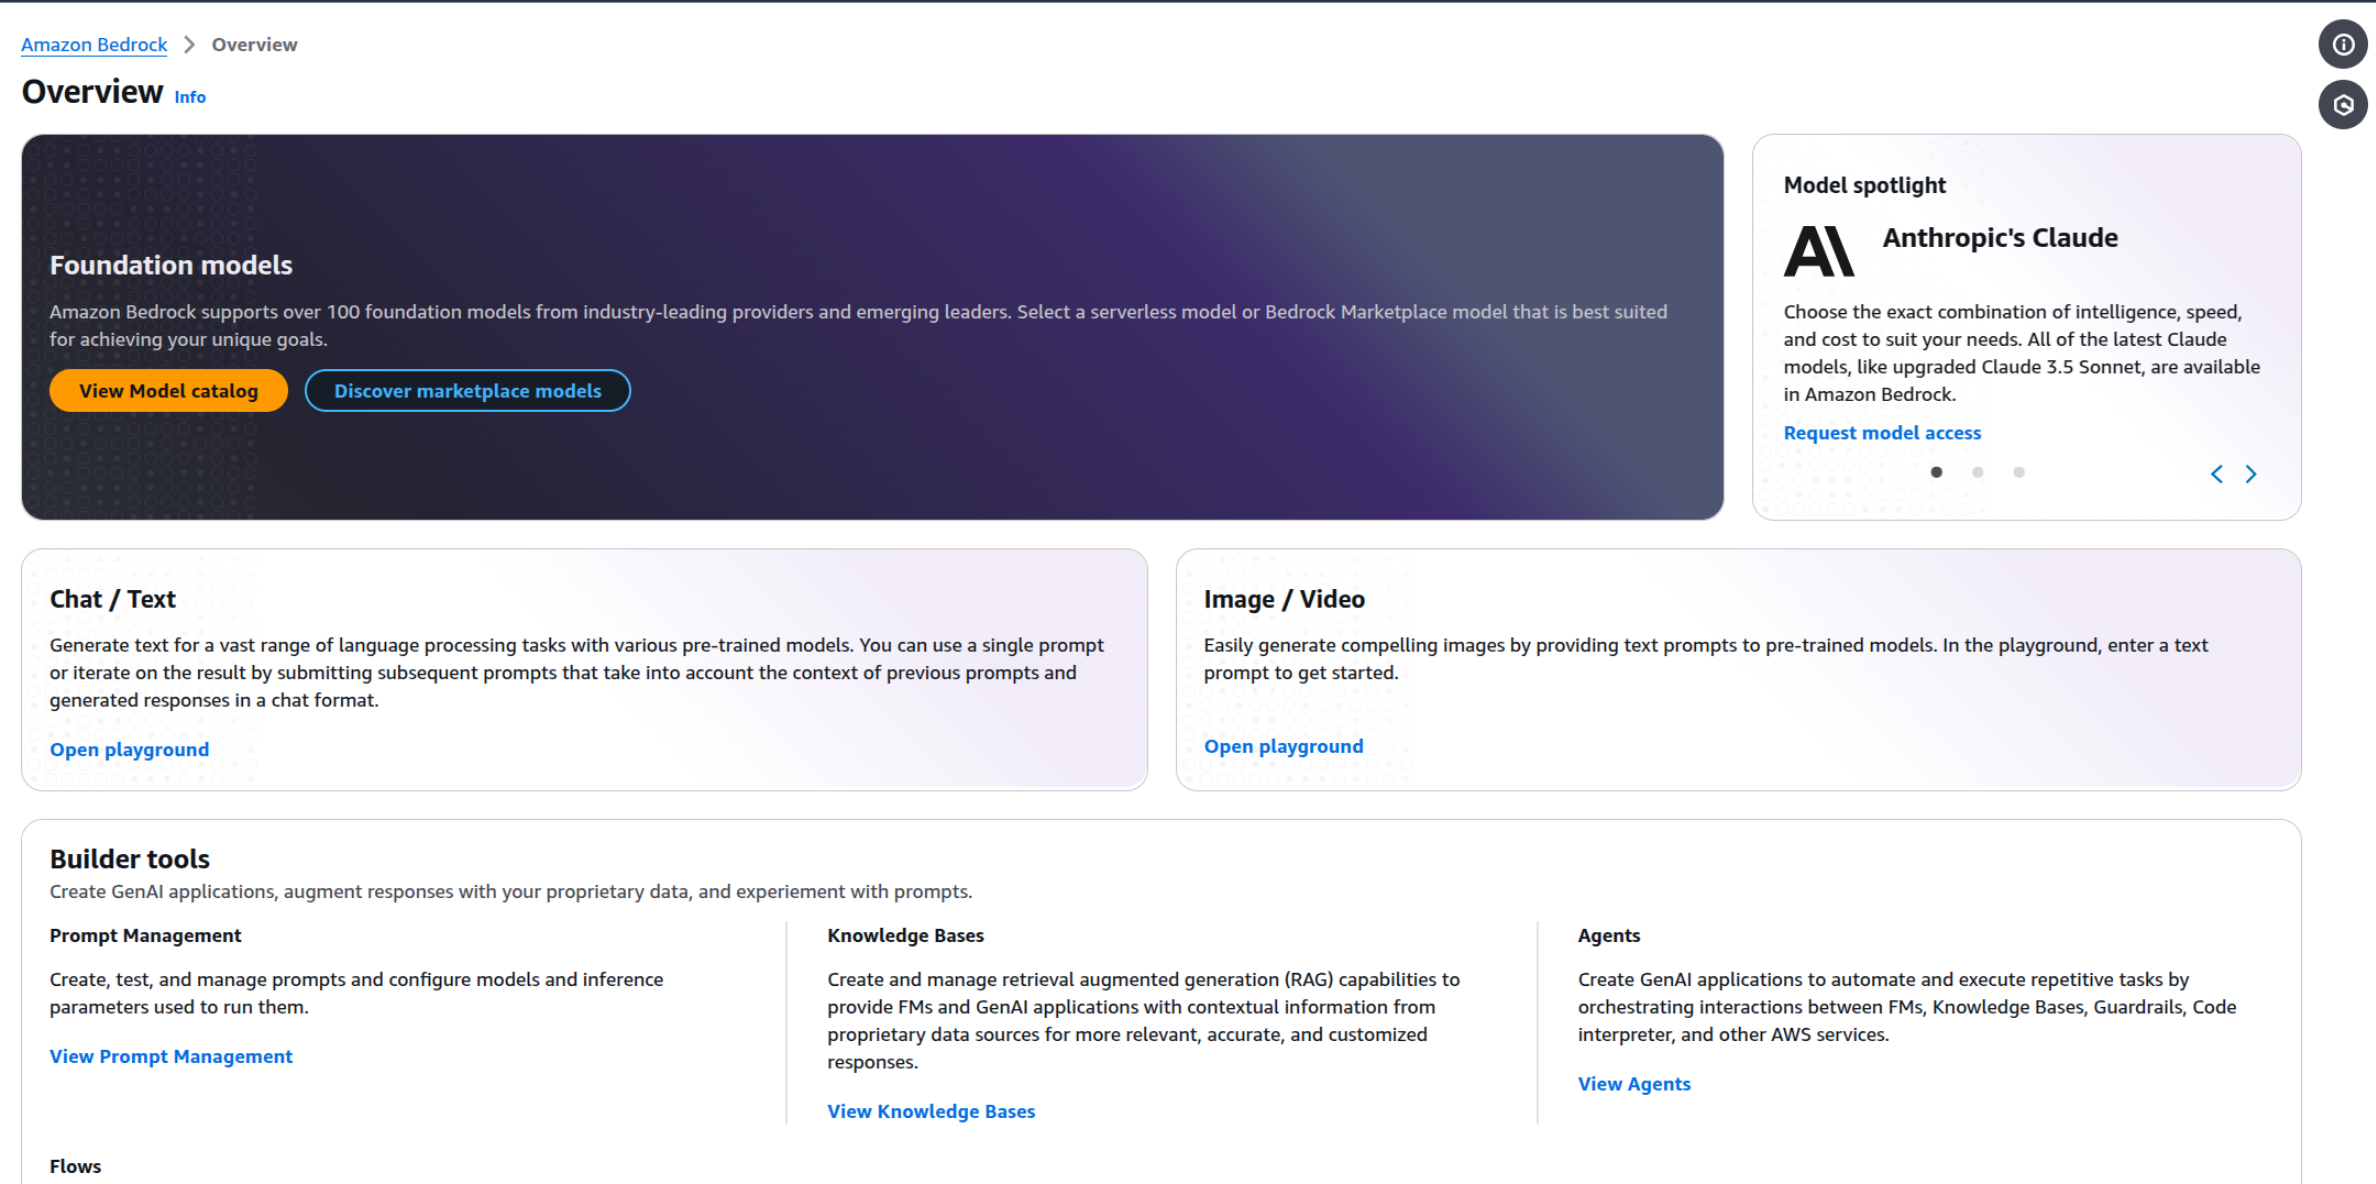 Amazon Bedrock > Overview
Overview Info
Foundation models
Amazon Bedrock supports over 100 foundation models from industry-leading providers and emerging leaders. Select a serverless model or Bedrock Marketplace model that is best suited
for achieving your unique goals.
View Model catalog
Discover marketplace models
Model spotlight
Anthropic's Claude
Choose the exact combination of intelligence, speed,
and cost to suit your needs. All of the latest Claude
models, like upgraded Claude 3.5 Sonnet, are available
in Amazon Bedrock.
Request model access
Chat / Text
Generate text for a vast range of language processing tasks with various pre-trained models. You can use a single prompt
or iterate on the result by submitting subsequent prompts that take into account the context of previous prompts and
generated responses in a chat format.
Open playground
Image / Video
Easily generate compelling images by providing text prompts to pre-trained models. In the playground, enter a text
prompt to get started.
Open playground
Builder tools
Create GenAI applications, augment responses with your proprietary data, and experiement with prompts.
Prompt Management
Create, test, and manage prompts and configure models and inference
parameters used to run them.
View Prompt Management
Knowledge Bases
Create and manage retrieval augmented generation (RAG) capabilities to
provide FMs and GenAI applications with contextual information from
proprietary data sources for more relevant, accurate, and customized
responses.
View Knowledge Bases
Agents
Create GenAI applications to automate and execute repetitive tasks by
orchestrating interactions between FMs, Knowledge Bases, Guardrails, Code
interpreter, and other AWS services.
View Agents
Flows